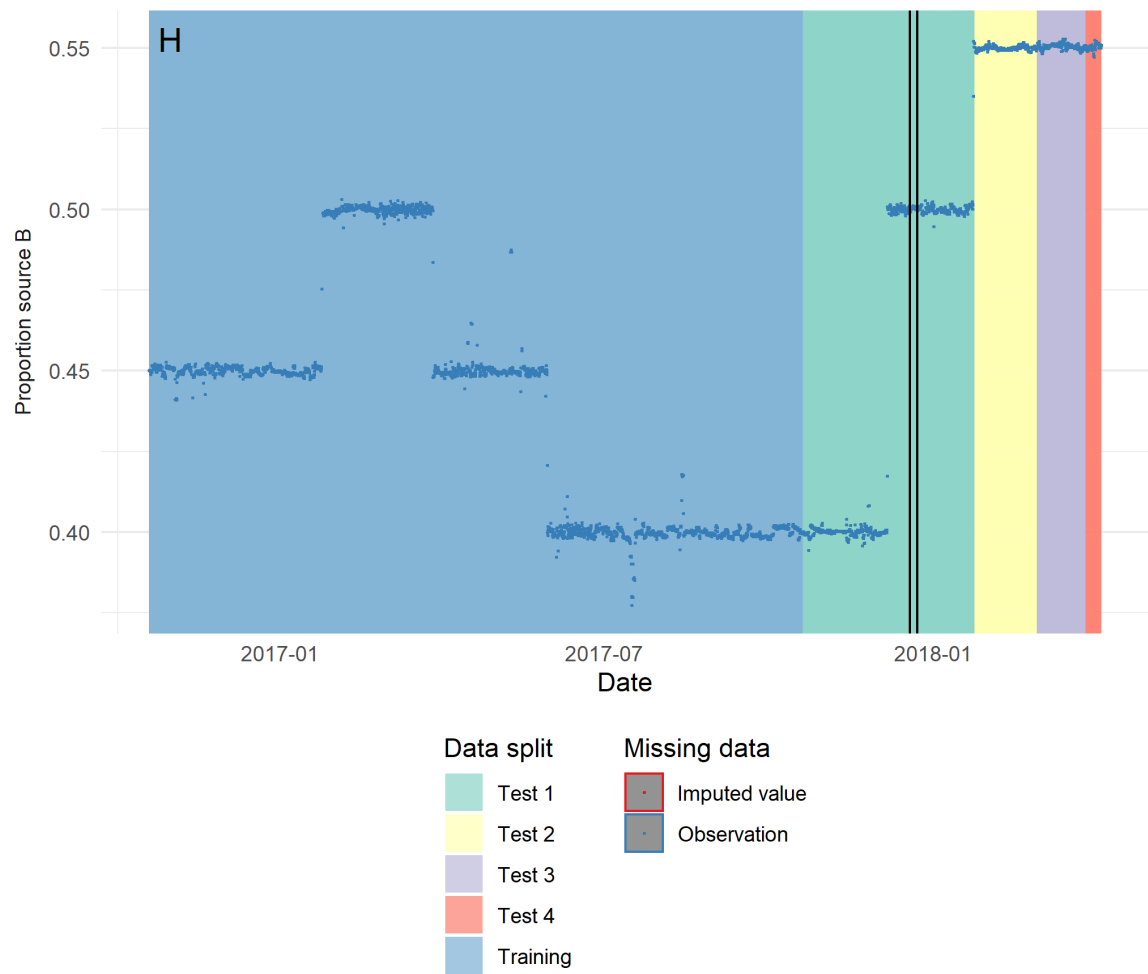 H
0.55
0.50
0.45
0.40
Proportion source B
2017-01
2017-07
2018-01
Date
Data split
Test 1
Test 2
Test 3
Test 4
Training
Missing data
Imputed value
Observation